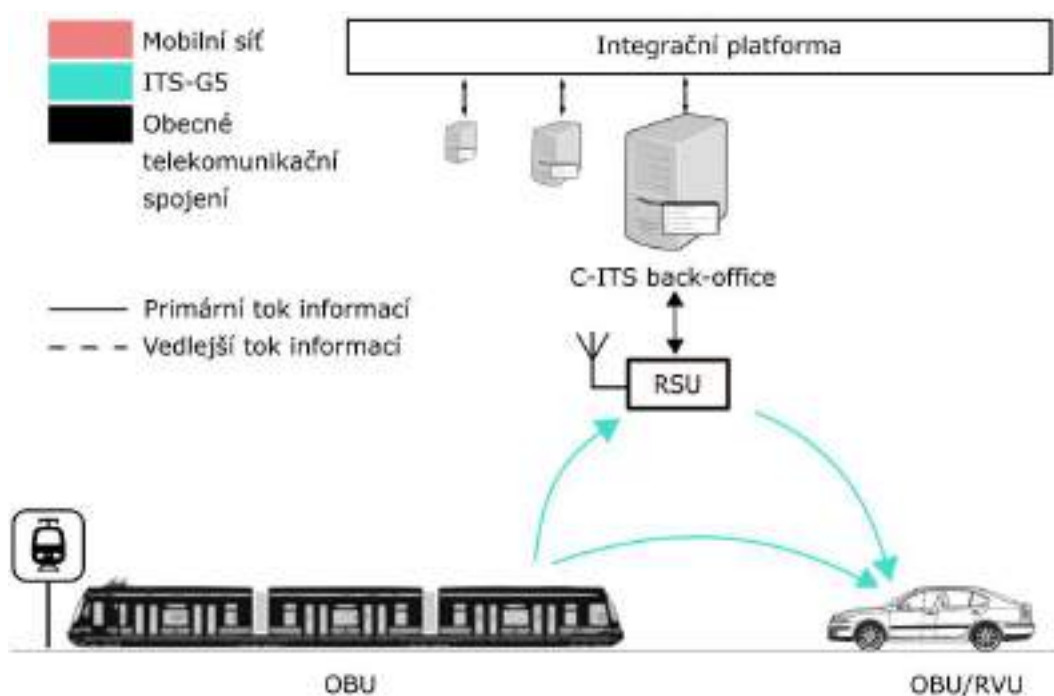 Mobilní síť
ITS-G5
Obecné
telekomunikační
spojení
Integrační platforma
C-ITS back-office
Primární tok informací
Vedlejší tok informací
RSU
OBU
OBU/RVU